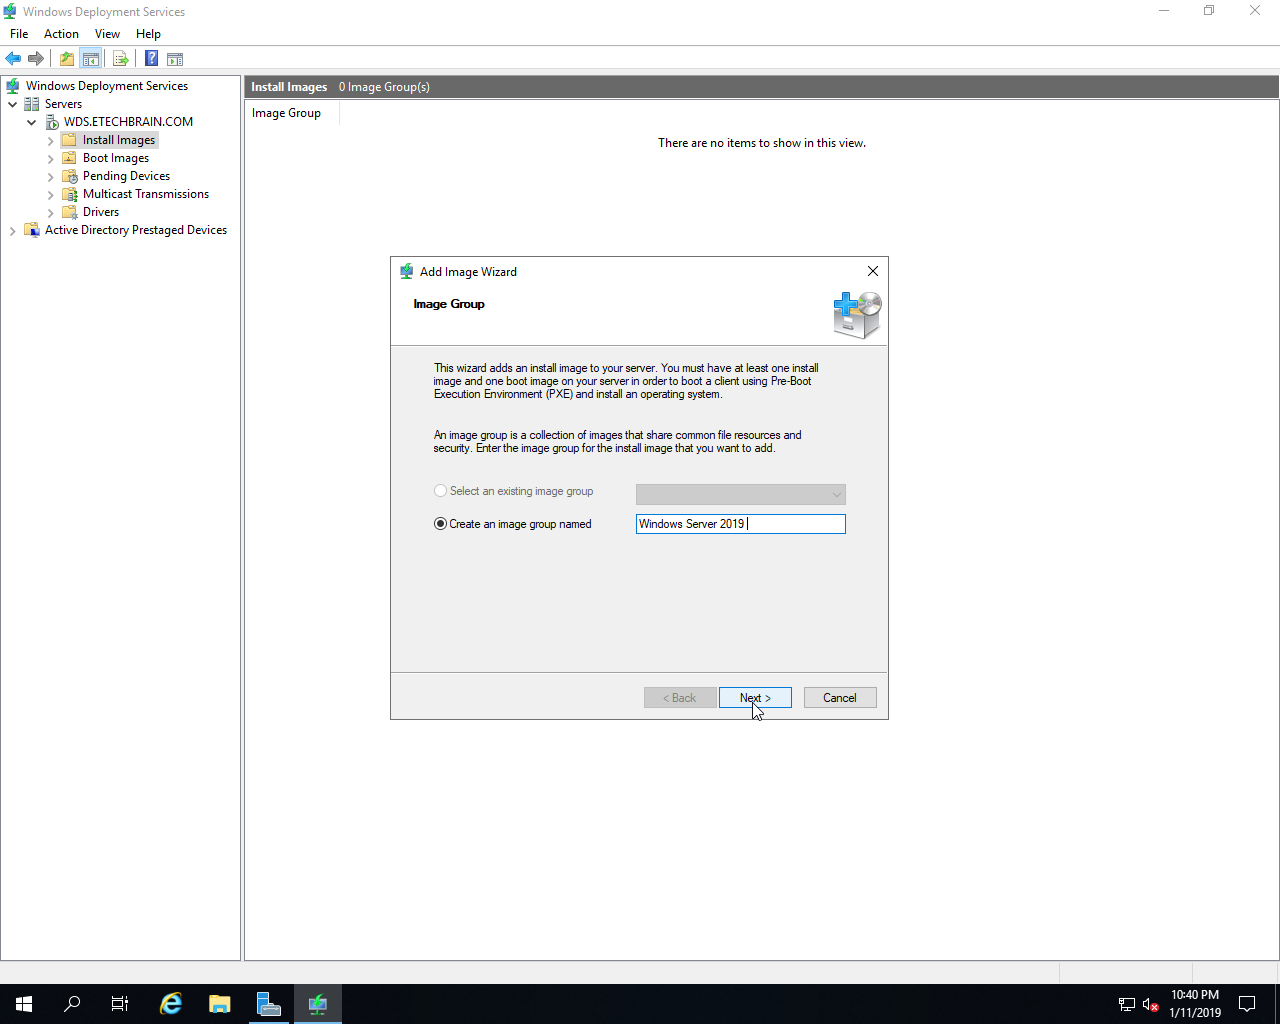 Windows Deployment Services
File Action View Help
Windows Deployment Services
Servers
WDS.ETECHBRAIN.COM
Install Images
Boot Images
Pending Devices
Multicast Transmissions
Drivers
Active Directory Prestaged Devices
Install Images 0 Image Group(s)
Image Group
There are no items to show in this view.
Add Image Wizard
Image Group
This wizard adds an install image to your server. You must have at least one install
image and one boot image on your server in order to boot a client using Pre-Boot
Execution Environment (PXE) and install an operating system.
An image group is a collection of images that share common file resources and
security. Enter the image group for the install image that you want to add.
Select an existing image group
Create an image group named Windows Server 2019
< Back Next > Cancel
10:40 PM
1/11/2019